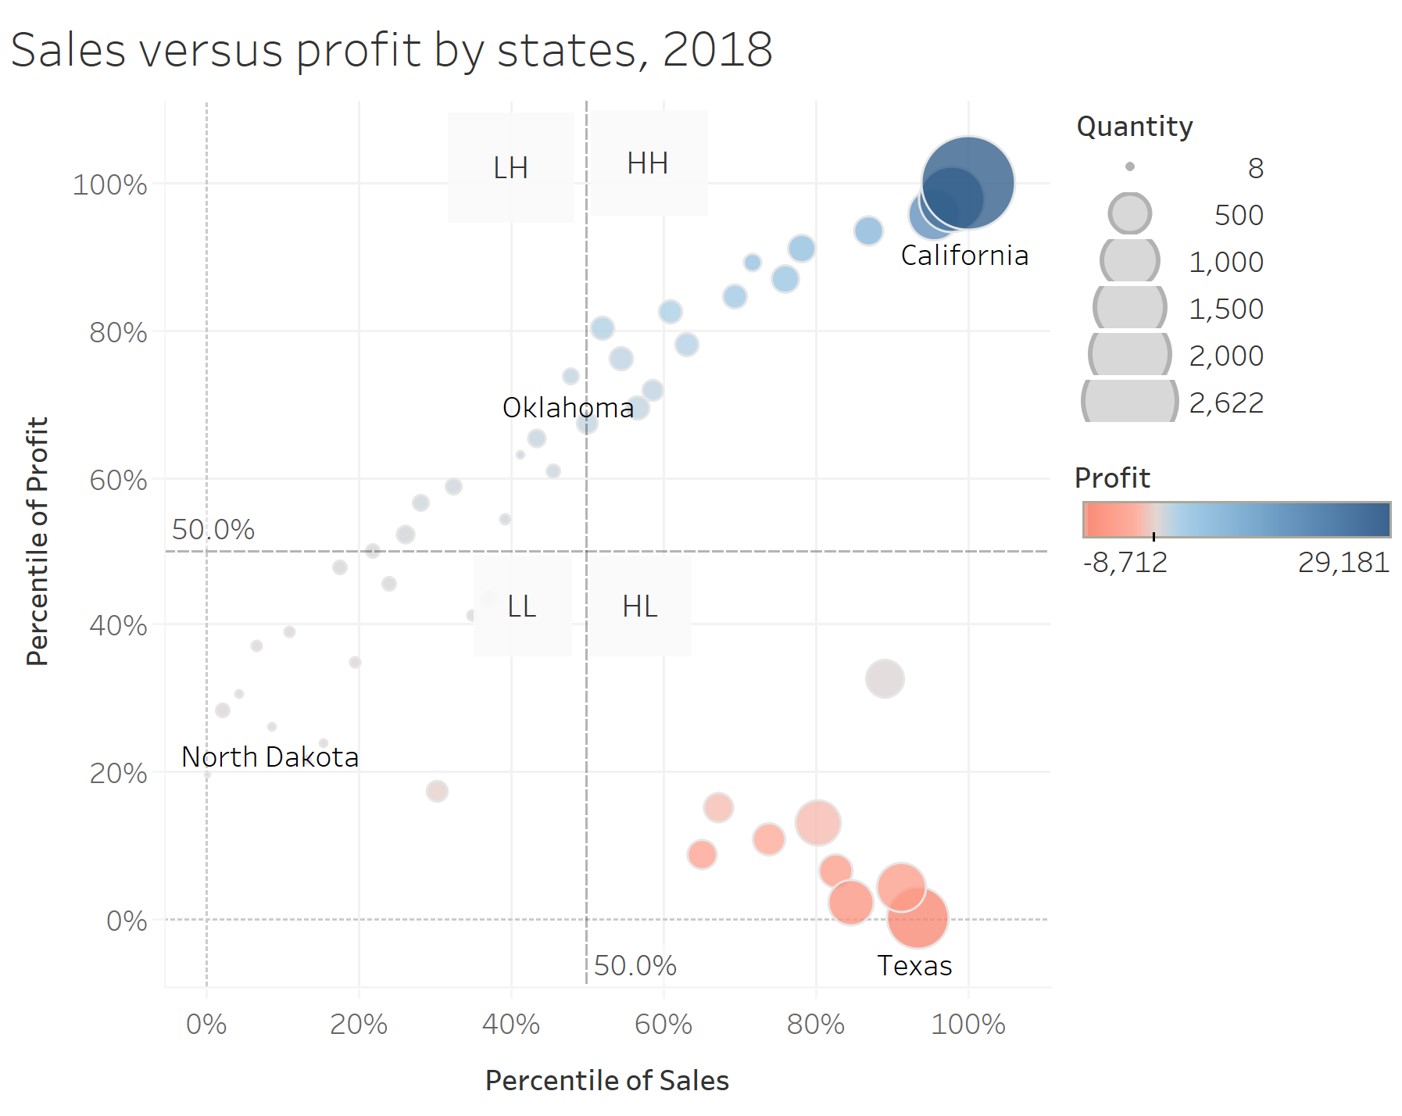 Sales versus profit by states, 2018
LH
HH
100%
80%
60%
40%
20%
0%
Percentile of Profit
California
Oklahoma
50.0%
LL
HL
North Dakota
50.0%
Texas
0%
20%
40%
60%
80%
100%
Percentile of Sales
Quantity
8
500
1,000
1,500
2,000
2,622
Profit
-8,712
29,181